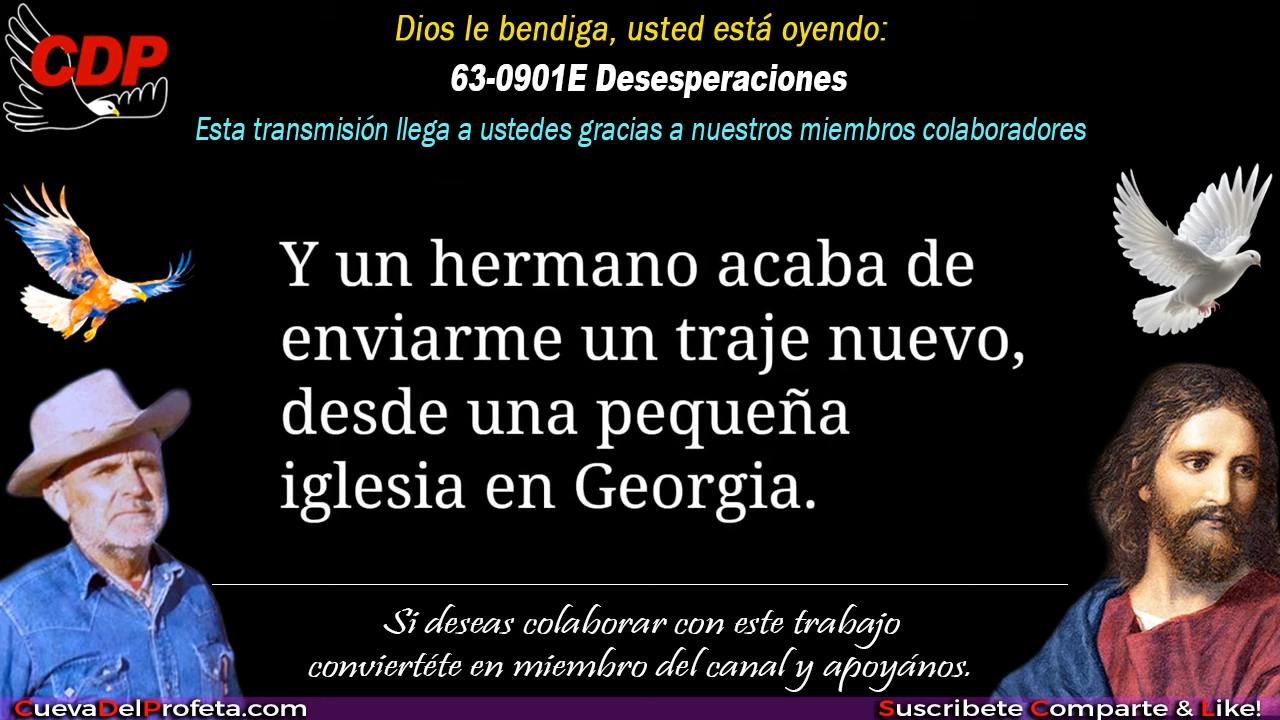 CDP
Dios le bendiga, usted está oyendo:
63-0901E Desesperaciones
Esta transmisión llega a ustedes gracias a nuestros miembros colaboradores
Y un hermano acaba de
enviarme un traje nuevo,
desde una pequeña
iglesia en Georgia.
Si deseas colaborar con este trabajo
conviertéte en miembro del canal y apoyános.
CuevaDelProfeta.com
Suscribete Comparte & Like!